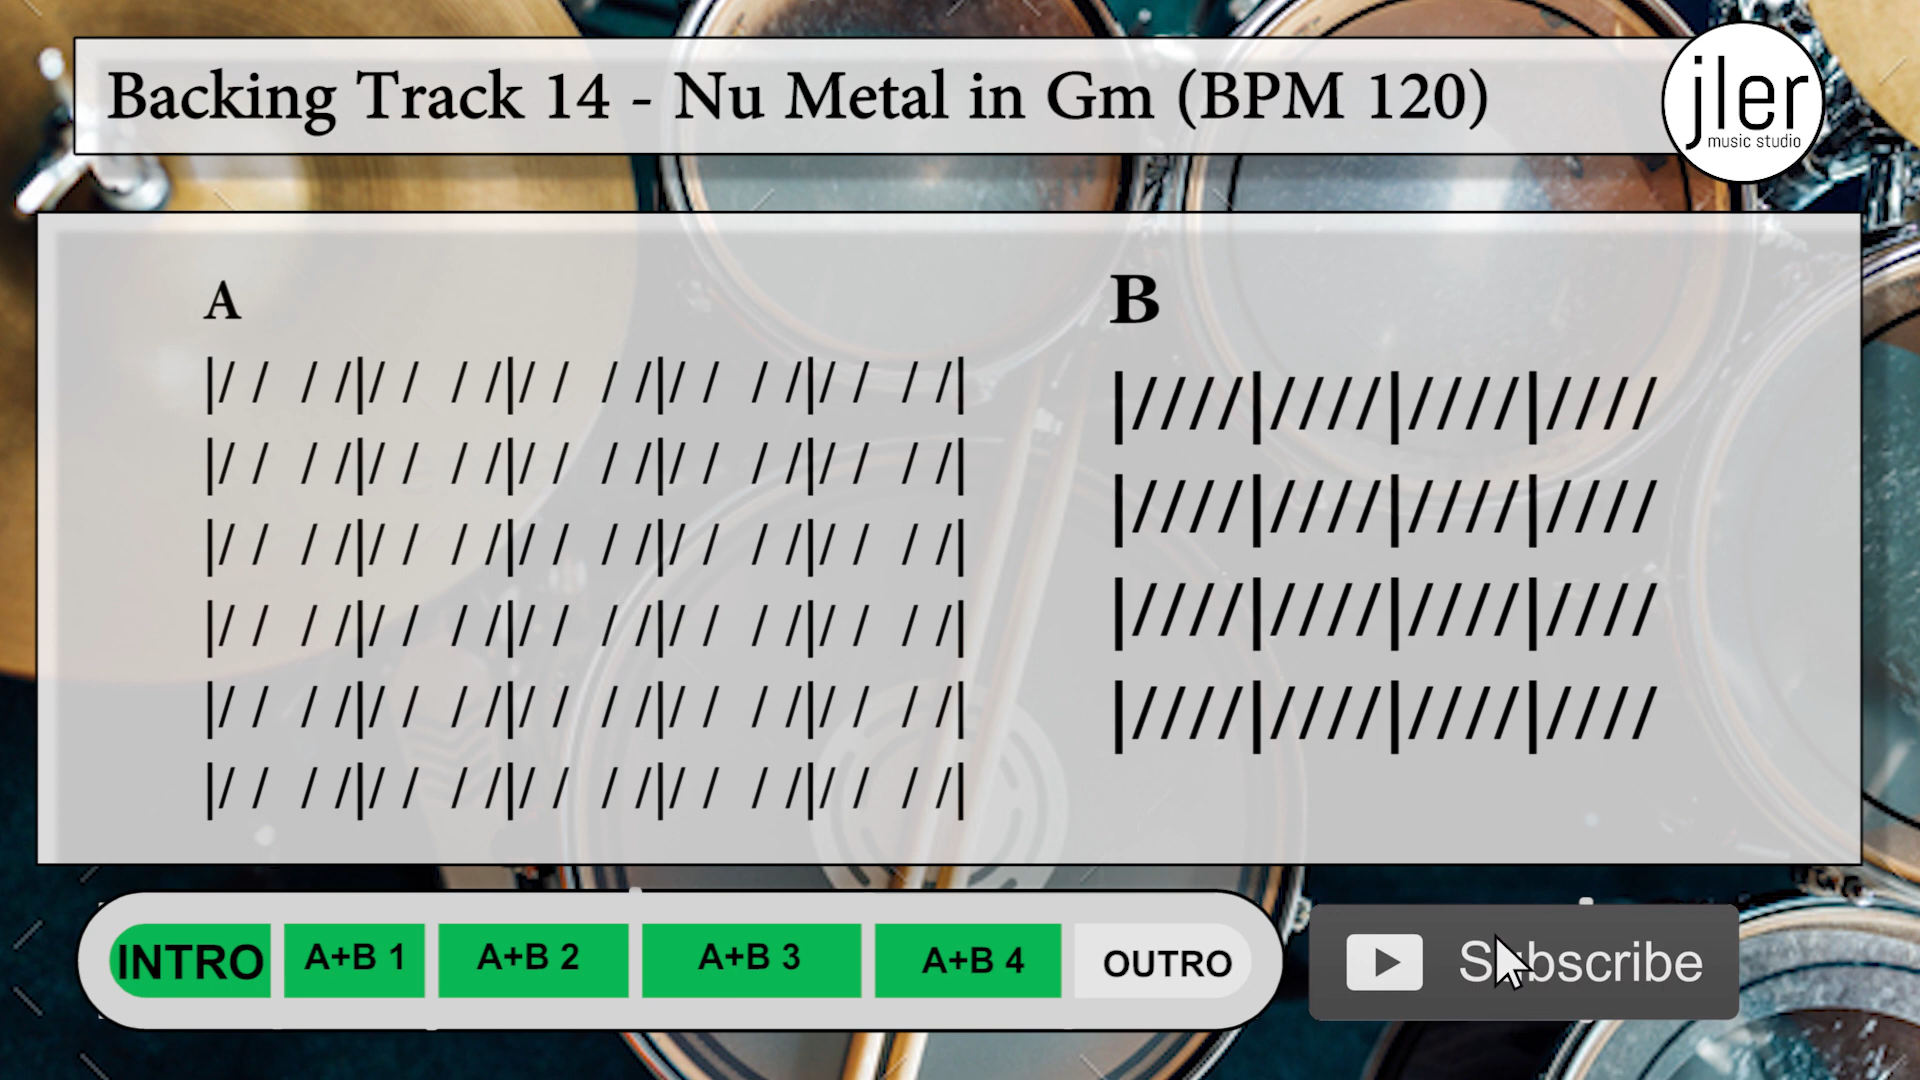 Backing Track 14 - Nu Metal in Gm (BPM 120)
jler
music studio
A
|/ /  / /|/ /  / /|/ /  / /|/ /  / /|/ /  / /|
|/ /  / /|/ /  / /|/ /  / /|/ /  / /|/ /  / /|
|/ /  / /|/ /  / /|/ /  / /|/ /  / /|/ /  / /|
|/ /  / /|/ /  / /|/ /  / /|/ /  / /|/ /  / /|
|/ /  / /|/ /  / /|/ /  / /|/ /  / /|/ /  / /|
|/ /  / /|/ /  / /|/ /  / /|/ /  / /|/ /  / /|
B
|////|////|////|////
|////|////|////|////
|////|////|////|////
|////|////|////|////
INTRO A+B 1 A+B 2 A+B 3 A+B 4 OUTRO
Subscribe